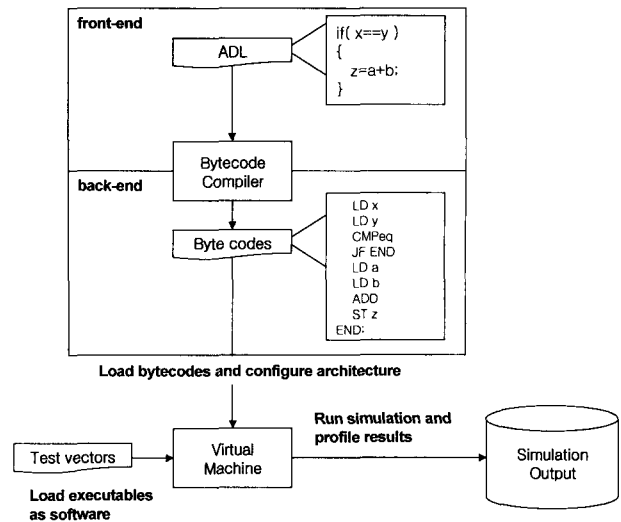 front-end
ADL
if( x==y )
{
z=a+b;
}
Bytecode
Compiler
back-end
Byte codes
LD x
LD y
CMPeq
JF END
LD a
LD b
ADD
ST z
END:
Load bytecodes and configure architecture
Test vectors
Load executables
as software
Virtual
Machine
Run simulation and
profile results
Simulation
Output